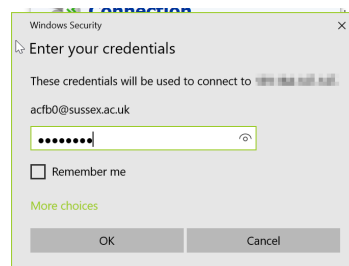 Connection
Windows Security
Enter your credentials
These credentials will be used to connect to
acfb0@sussex.ac.uk
Remember me
More choices
OK Cancel